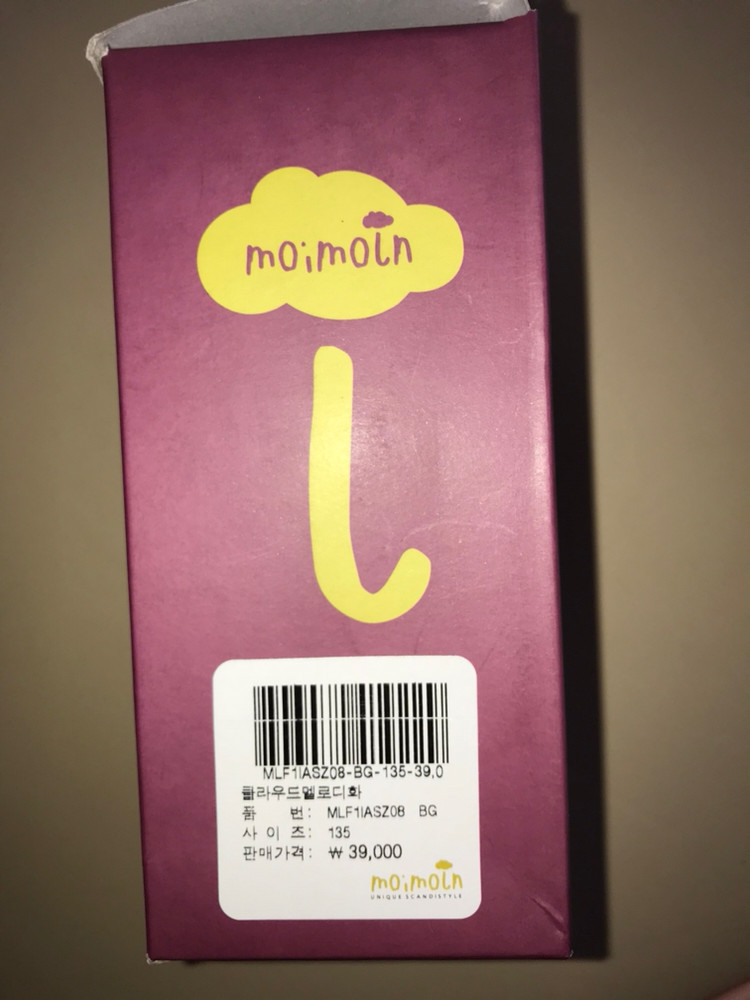 moimoln
MLF1IASZ08-BG-135-39,0
클라우드멜로디화
품 번: MLF1IASZ08 BG
사 이 즈: 135
판매가격: ₩ 39,000
moimoln
UNIQUE SCANDISTYLE